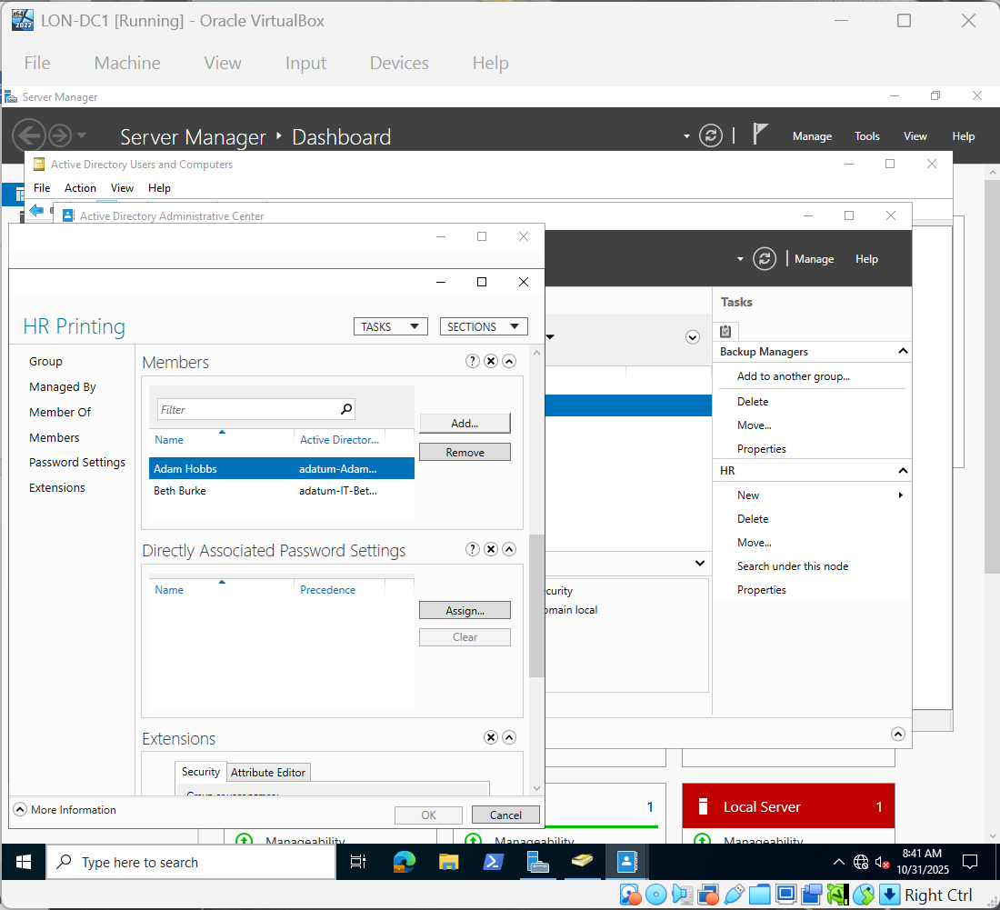 LON-DC1 [Running] - Oracle VirtualBox
File Machine View Input Devices Help
Server Manager
Server Manager • Dashboard
Manage Tools View Help
Active Directory Users and Computers
File Action View Help
Active Directory Administrative Center
Manage Help
HR Printing
TASKS
SECTIONS
Group
Managed By
Member Of
Members
Password Settings
Extensions
Members
Filter
Name Active Director...
Adam Hobbs adatum-Adam...
Beth Burke adatum-IT-Bet...
Add...
Remove
Directly Associated Password Settings
Name Precedence
Assign...
Clear
Extensions
Security Attribute Editor
Group or user names:
More Information
OK Cancel
curity
omain local
Tasks
Backup Managers
Add to another group...
Delete
Move...
Properties
HR
New
Delete
Move...
Search under this node
Properties
1
Local Server 1
Manageability
Manageability
Manageability
Type here to search
8:41 AM
10/31/2025
Right Ctrl